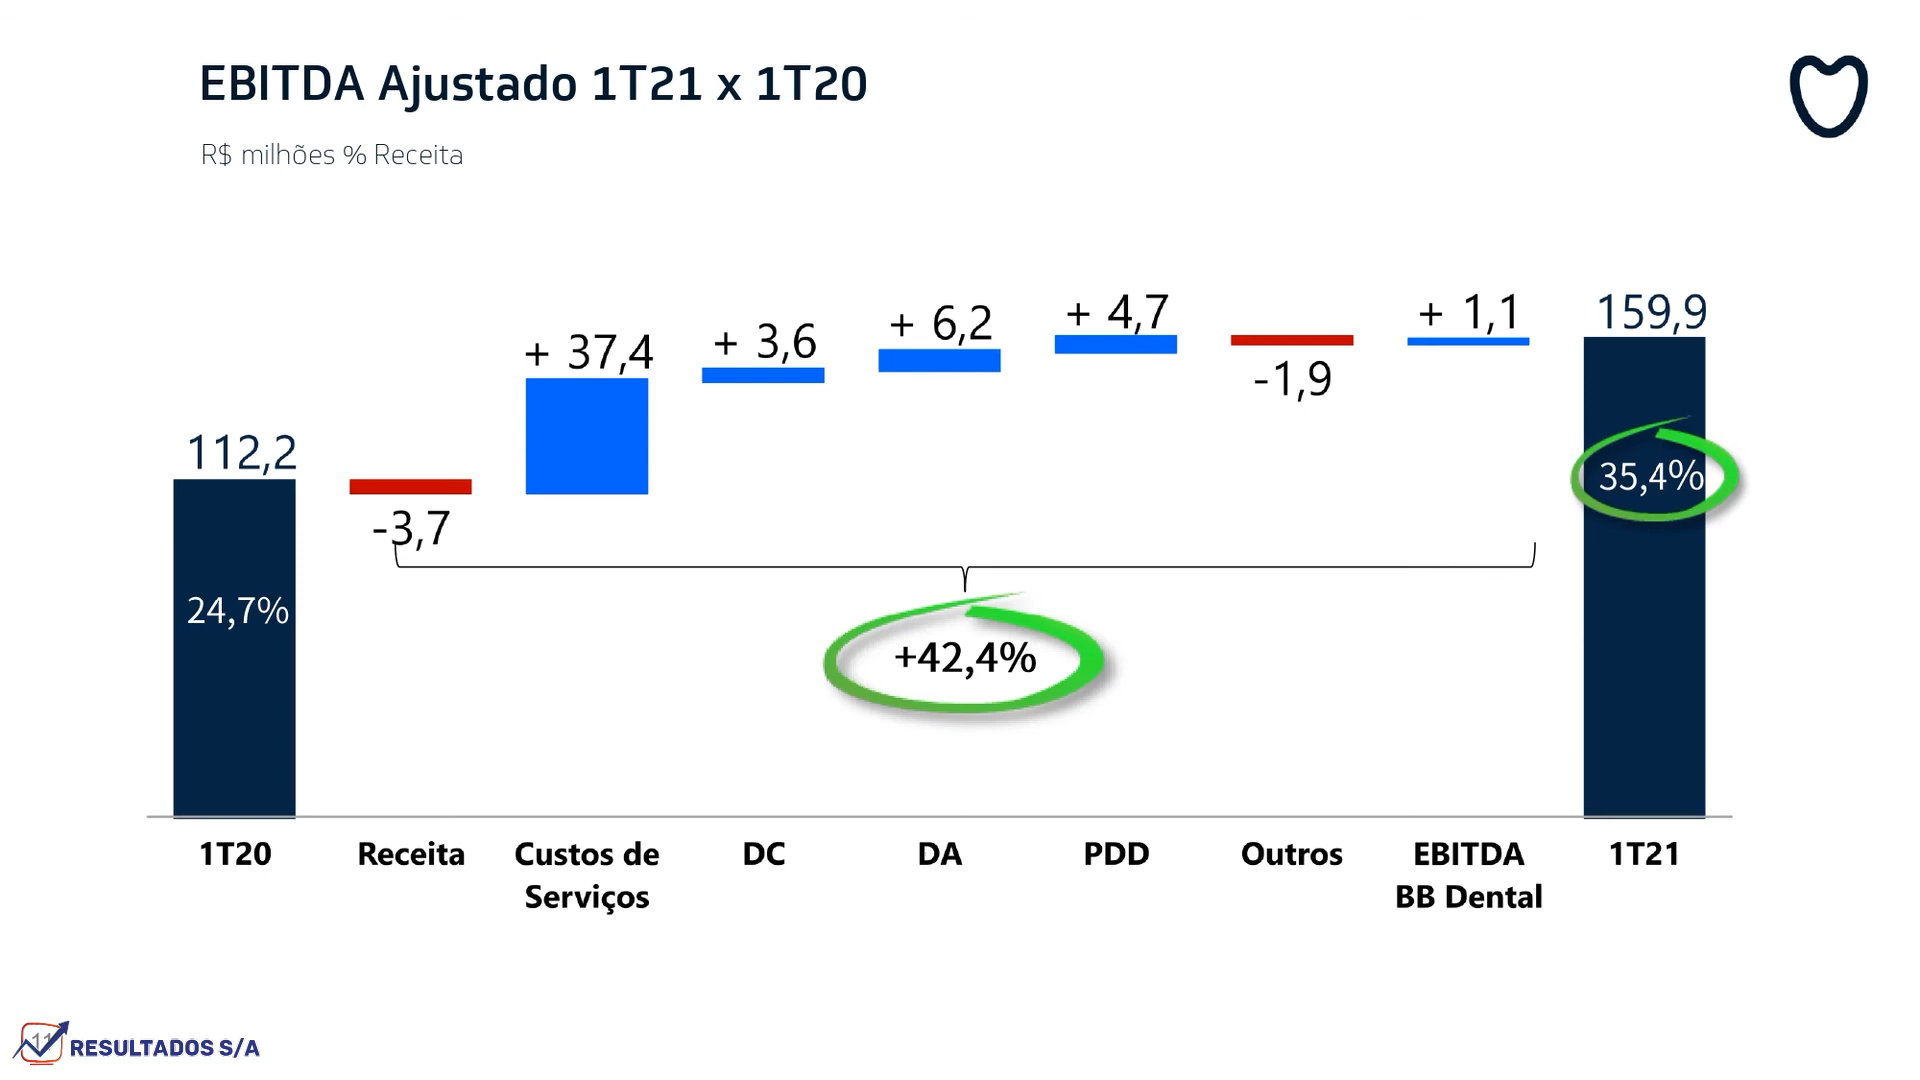 EBITDA Ajustado 1T21 x 1T20
R$ milhões % Receita
112,2
24,7%
-3,7
+ 37,4
+ 3,6
+ 6,2
+ 4,7
-1,9
+ 1,1
159,9
35,4%
+42,4%
1T20
Receita
Custos de
Serviços
DC
DA
PDD
Outros
EBITDA
BB Dental
1T21
11
RESULTADOS S/A